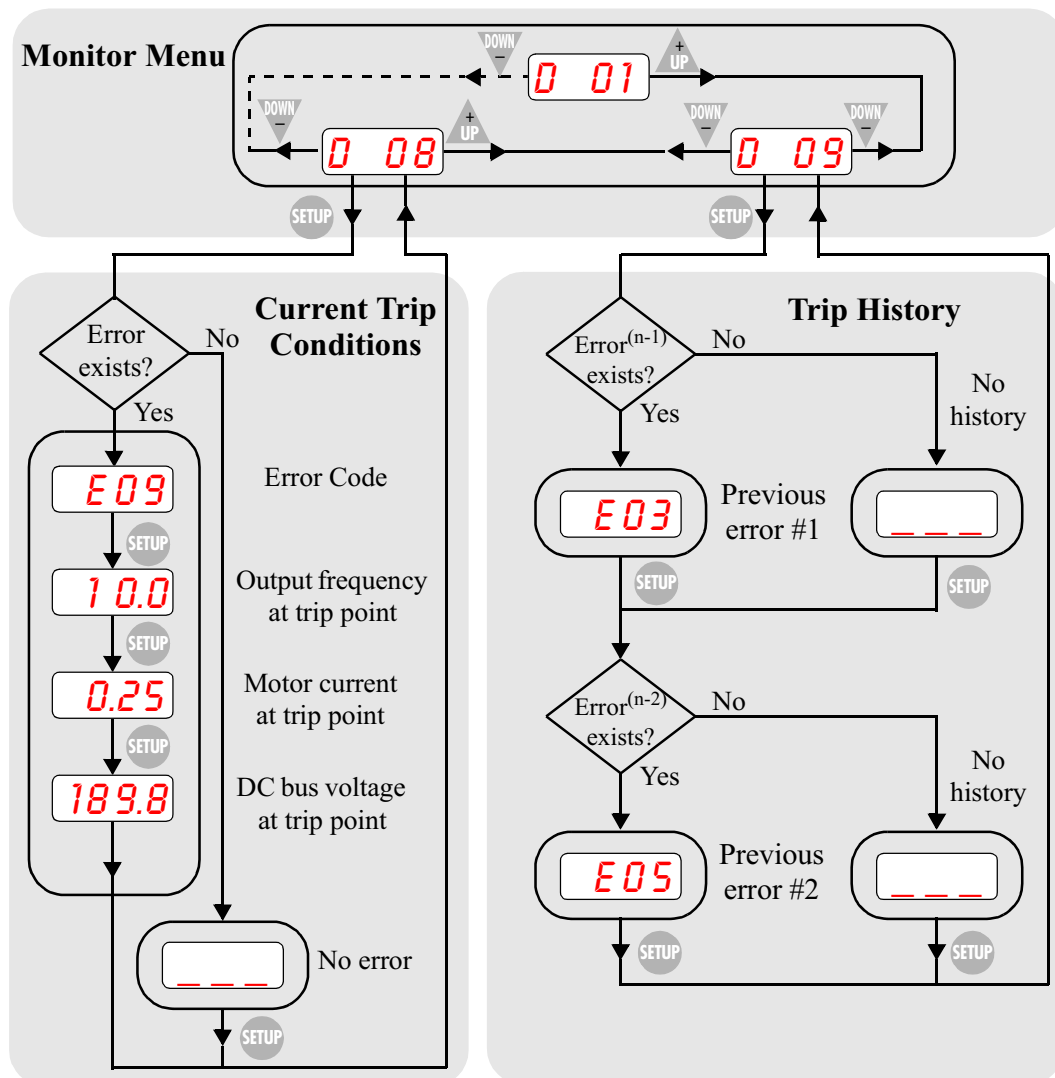 Monitor Menu
DOWN
–
D 01
+
UP
DOWN
–
D 08
+
UP
DOWN
–
D 09
DOWN
–
SETUP
SETUP
Current Trip
Conditions
Error
exists?
No
Yes
E09
Error Code
SETUP
10.0
Output frequency
at trip point
SETUP
0.25
Motor current
at trip point
SETUP
189.8
DC bus voltage
at trip point
_ _ _
No error
SETUP
Trip History
Error(n-1)
exists?
No
Yes
No
history
E03
Previous
error #1
_ _ _
SETUP
SETUP
Error(n-2)
exists?
No
Yes
No
history
E05
Previous
error #2
_ _ _
SETUP
SETUP